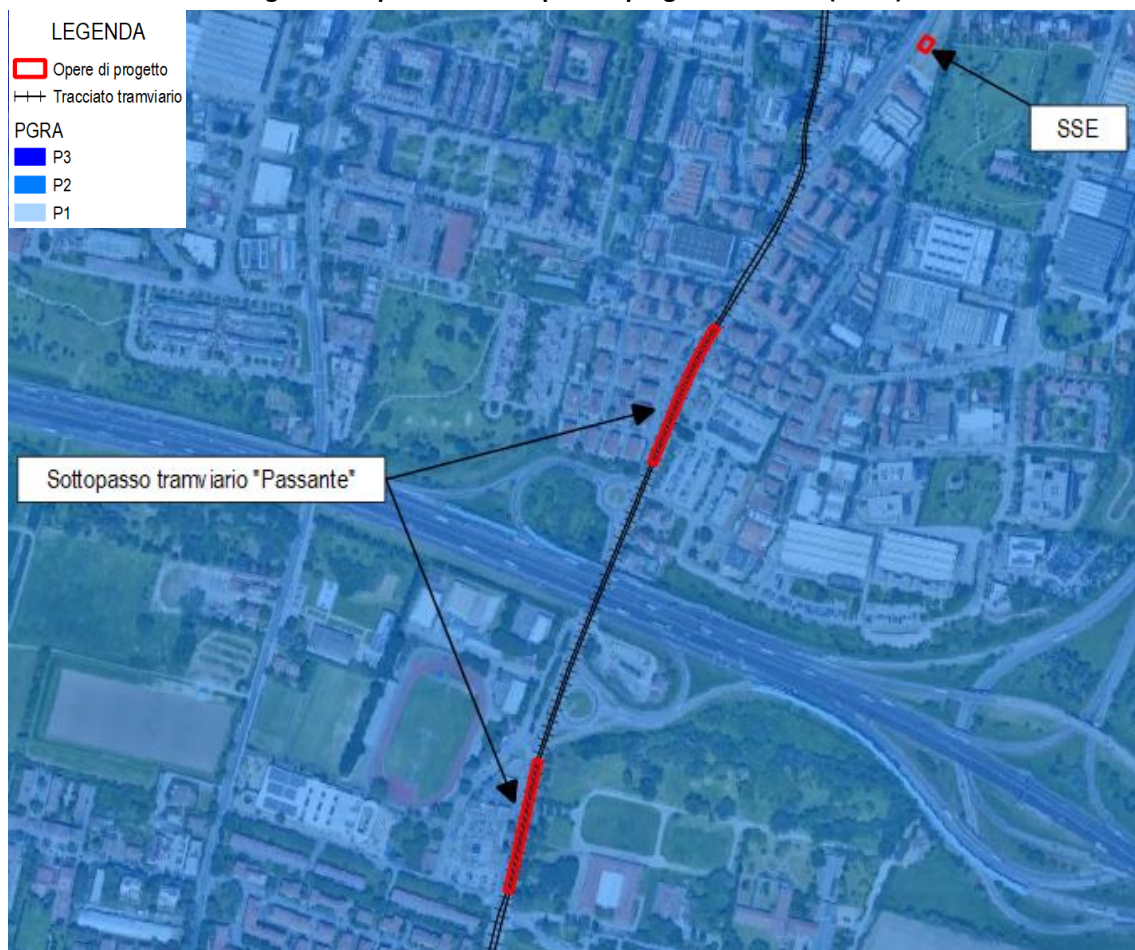 LEGENDA
Opere di progetto
Tracciato tramviario
PGRA
P3
P2
P1
SSE
Sottopasso tramviario "Passante"